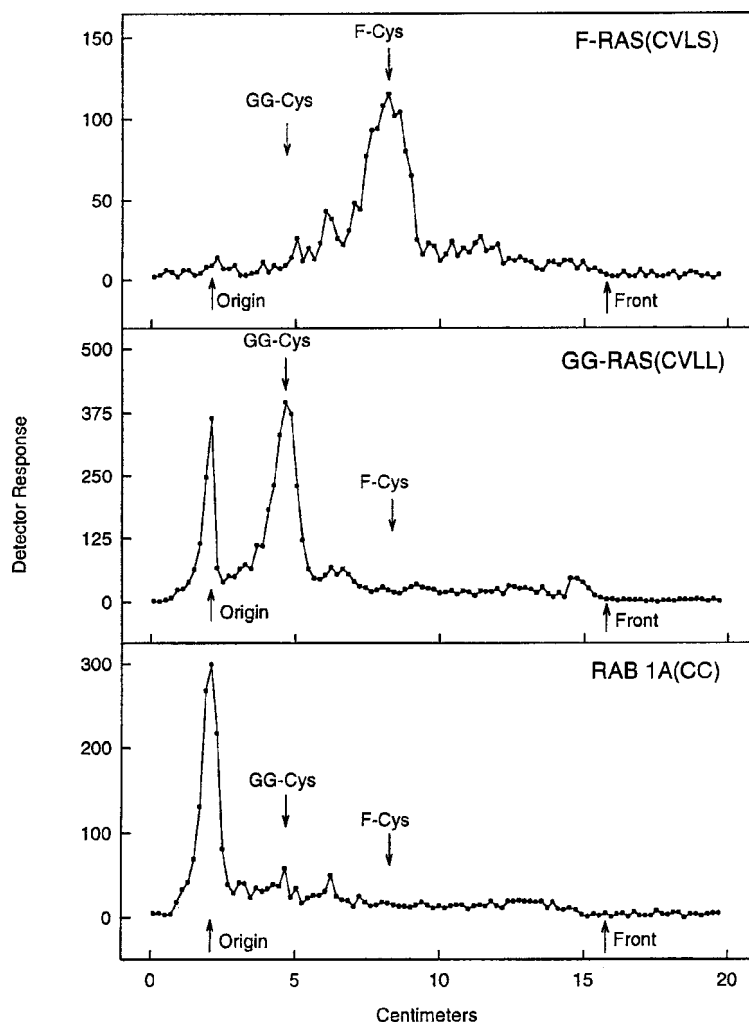 F-RAS(CVLS)
F-Cys
GG-Cys
150
100
50
0
Origin
Front
GG-RAS(CVLL)
GG-Cys
F-Cys
500
375
250
125
0
Origin
Front
RAB 1A(CC)
GG-Cys
F-Cys
300
200
100
0
Origin
Front
0 5 10 15 20
Centimeters
Detector Response